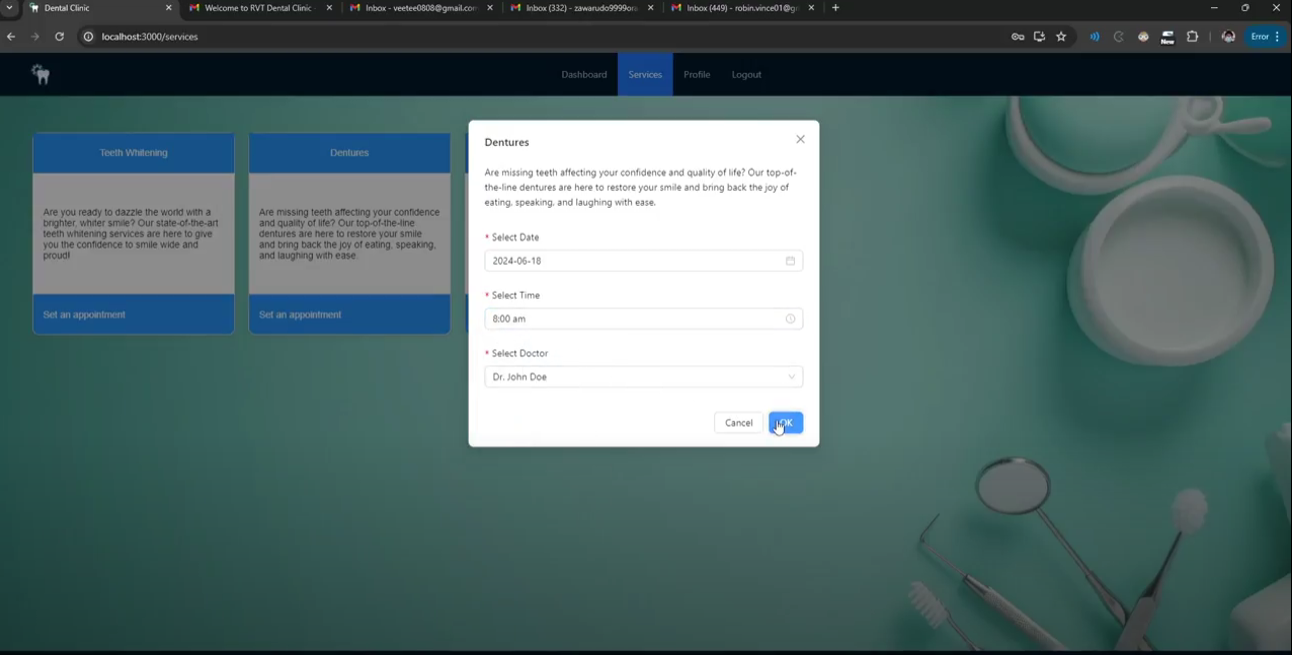 Dental Clinic
Welcome to RVT Dental Clinic
Inbox - veetee0808@gmail.com
Inbox (332) - zawarudo9999ora
Inbox (449) - robin.vince01@g
localhost:3000/services
New
Error
Dashboard
Services
Profile
Logout
Teeth Whitening
Are you ready to dazzle the world with a
brighter, whiter smile? Our state-of-the-art
teeth whitening services are here to give
you the confidence to smile wide and
proud!
Set an appointment
Dentures
Are missing teeth affecting your confidence
and quality of life? Our top-of-the-line
dentures are here to restore your smile
and bring back the joy of eating, speaking,
and laughing with ease.
Set an appointment
Dentures
Are missing teeth affecting your confidence and quality of life? Our top-of-
the-line dentures are here to restore your smile and bring back the joy of
eating, speaking, and laughing with ease.
* Select Date
2024-06-18
* Select Time
8:00 am
* Select Doctor
Dr. John Doe
Cancel
OK